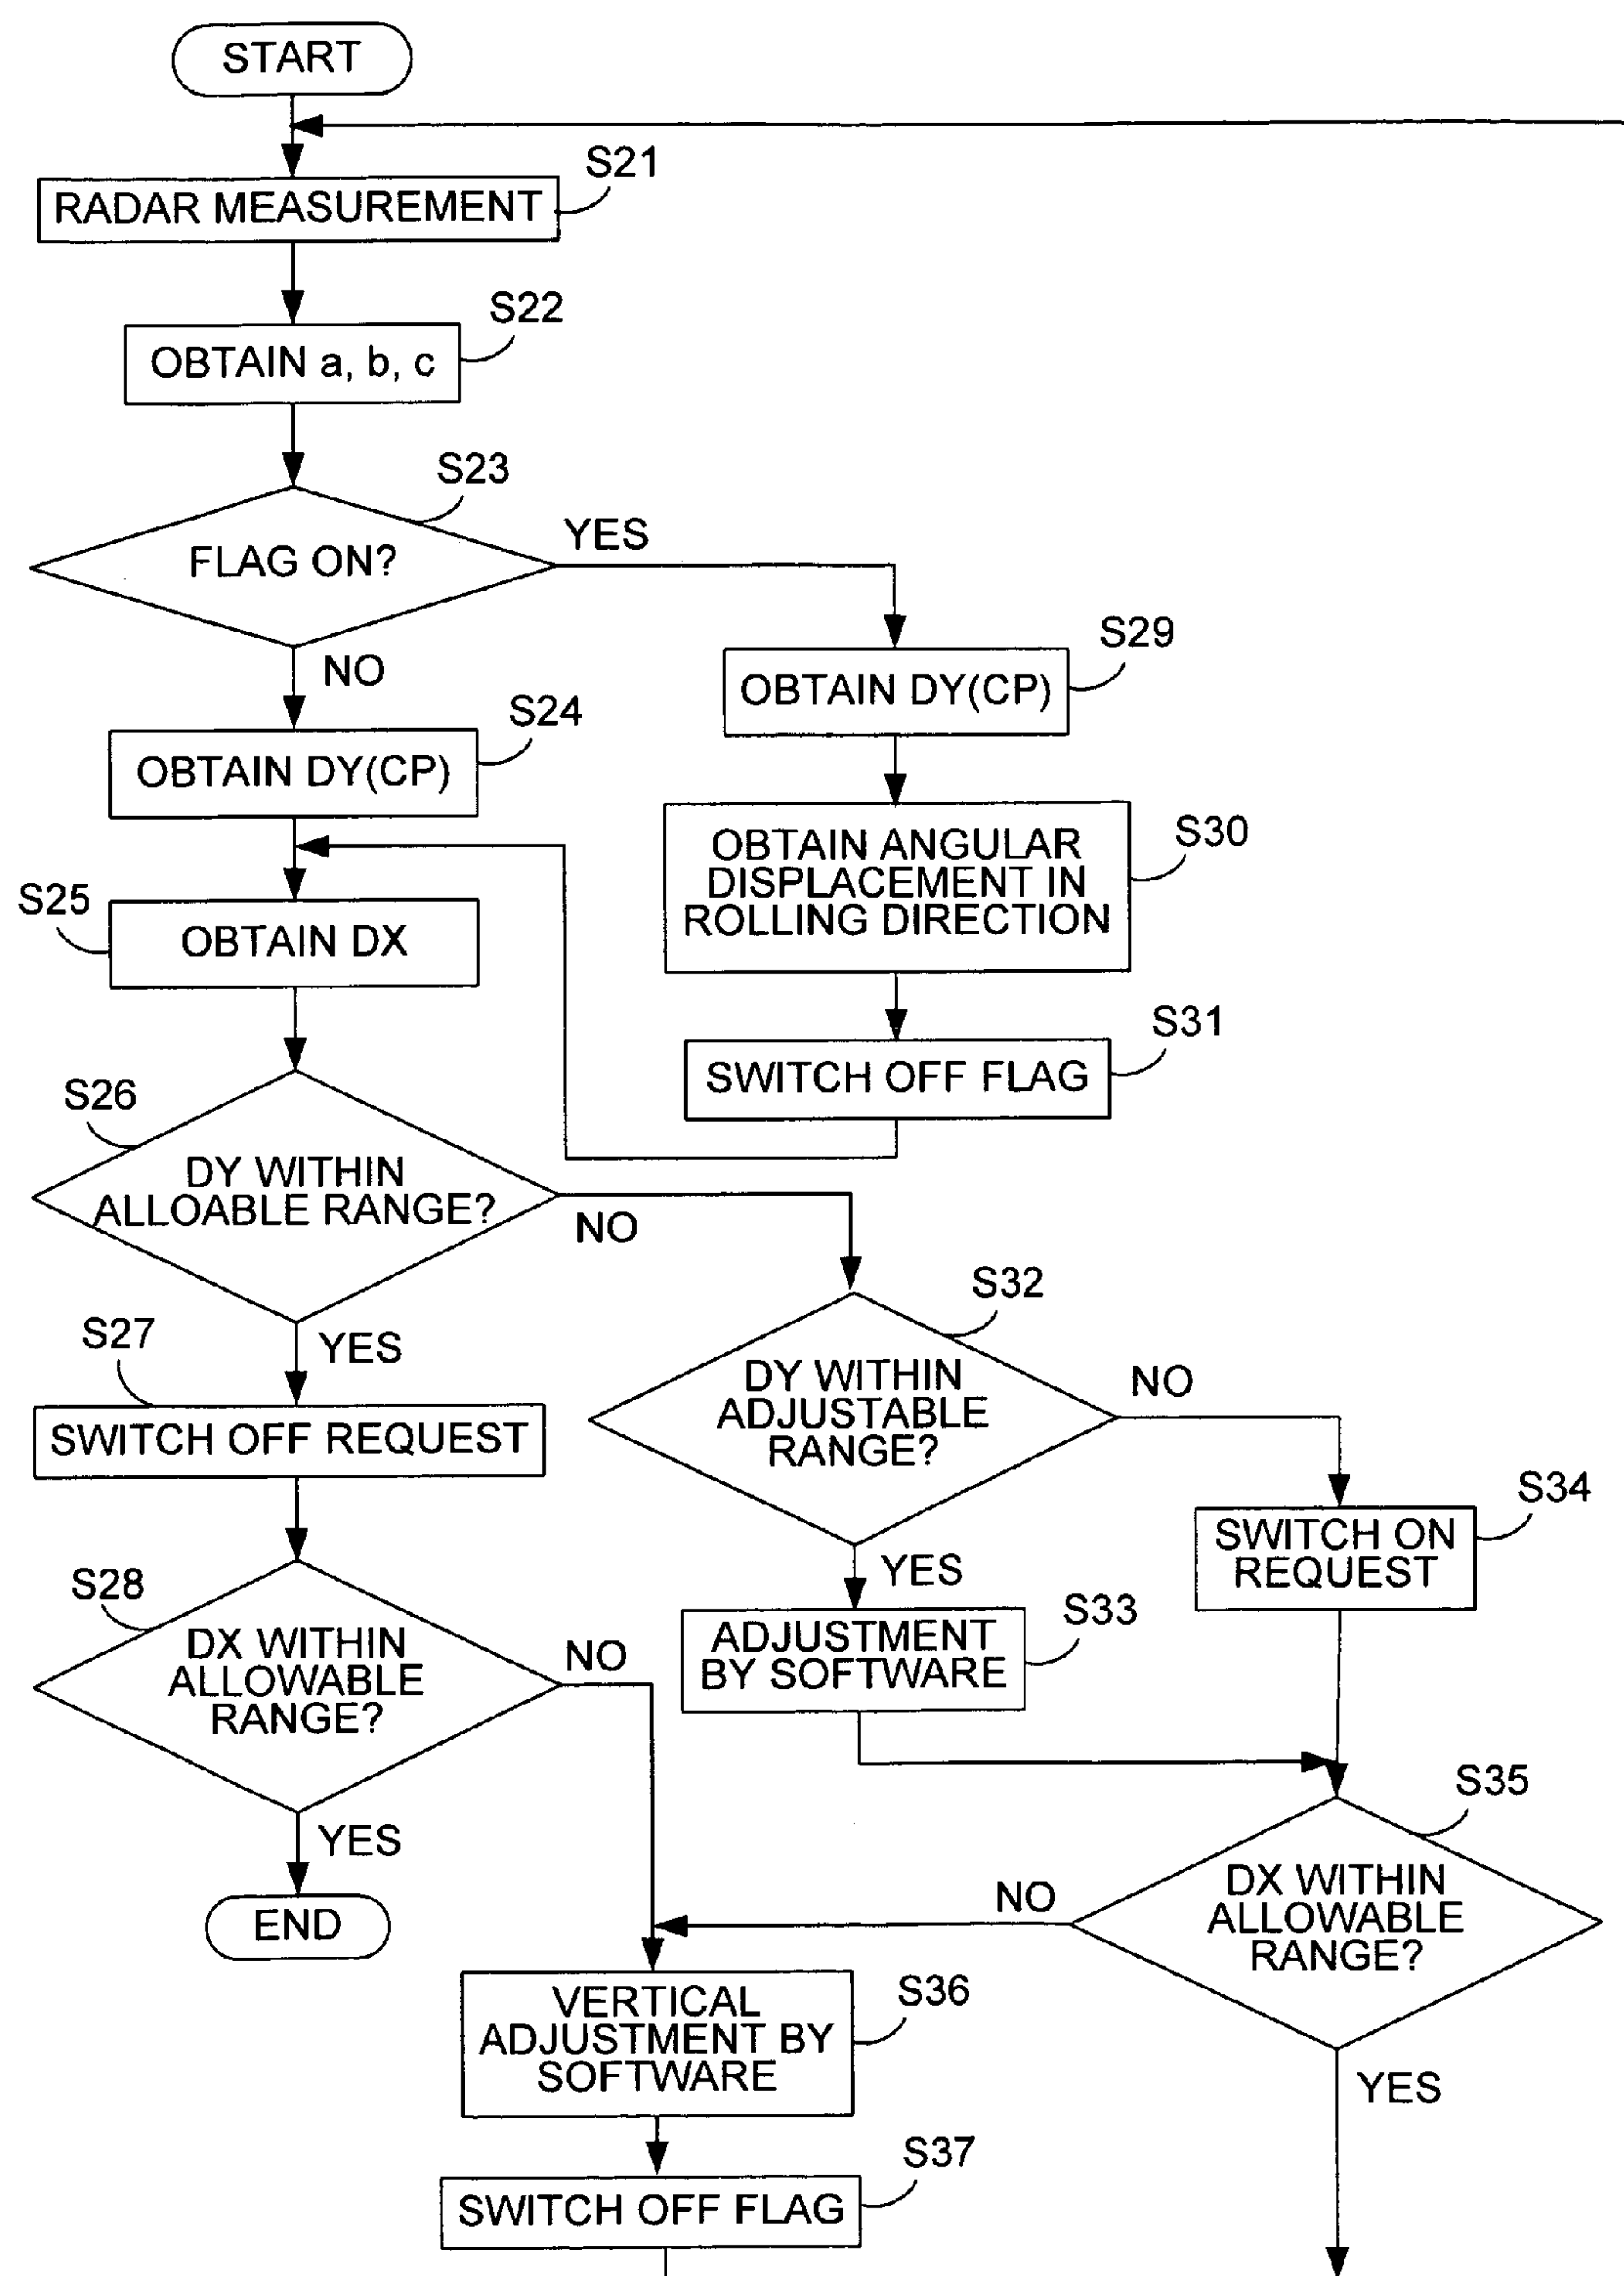 START
S21
RADAR MEASUREMENT
S22
OBTAIN a, b, c
S23
FLAG ON?
YES
NO
S29
OBTAIN DY(CP)
S24
OBTAIN DY(CP)
S30
OBTAIN ANGULAR
DISPLACEMENT IN
ROLLING DIRECTION
S25
OBTAIN DX
S31
SWITCH OFF FLAG
S26
DY WITHIN
ALLOABLE RANGE?
NO
YES
S32
DY WITHIN
ADJUSTABLE
RANGE?
NO
YES
S27
SWITCH OFF REQUEST
S34
SWITCH ON
REQUEST
S28
DX WITHIN
ALLOWABLE
RANGE?
NO
YES
S33
ADJUSTMENT
BY SOFTWARE
S35
DX WITHIN
ALLOWABLE
RANGE?
NO
YES
END
S36
VERTICAL
ADJUSTMENT BY
SOFTWARE
S37
SWITCH OFF FLAG